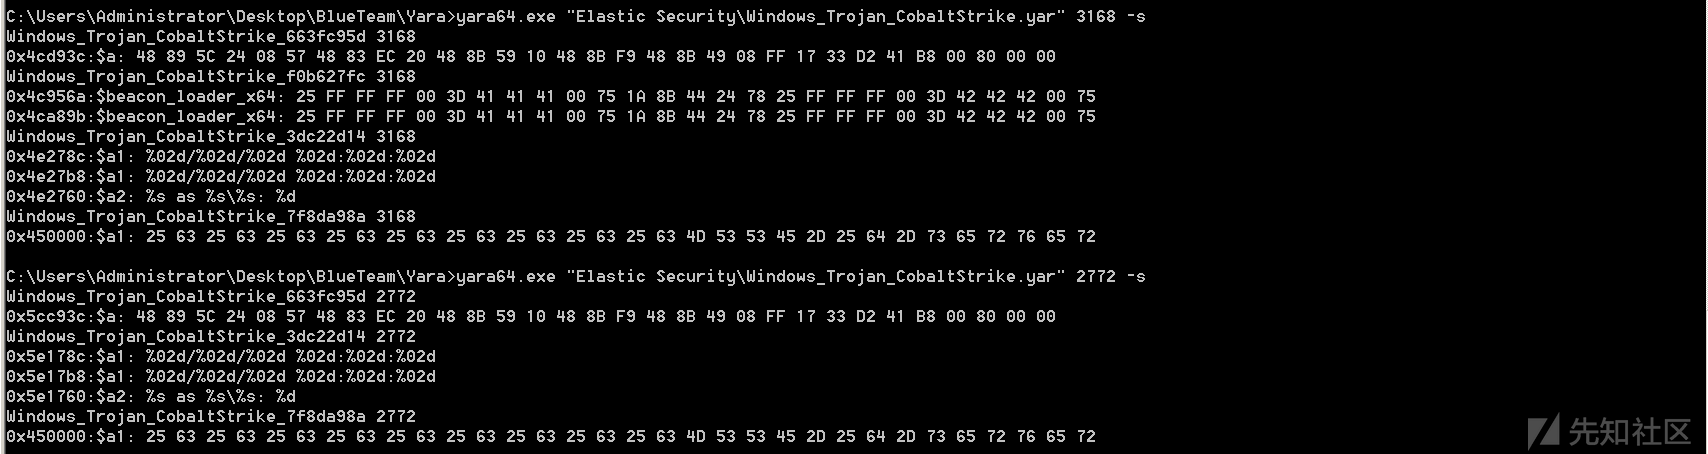 C:\Users\Administrator\Desktop\BlueTeam\Yara>yara64.exe "Elastic Security\Windows_Trojan_CobaltStrike.yar" 3168 -s
Windows_Trojan_CobaltStrike_663fc95d 3168
0x4cd93c:$a: 48 89 5C 24 08 57 48 83 EC 20 48 8B 59 10 48 8B F9 48 8B 49 08 FF 17 33 D2 41 B8 00 80 00 00
Windows_Trojan_CobaltStrike_f0b627fc 3168
0x4c956a:$beacon_loader_x64: 25 FF FF FF 00 3D 41 41 41 00 75 1A 8B 44 24 78 25 FF FF FF 00 3D 42 42 42 00 75
0x4ca89b:$beacon_loader_x64: 25 FF FF FF 00 3D 41 41 41 00 75 1A 8B 44 24 78 25 FF FF FF 00 3D 42 42 42 00 75
Windows_Trojan_CobaltStrike_3dc22d14 3168
0x4e278c:$a1: %02d/%02d/%02d %02d:%02d:%02d
0x4e27b8:$a1: %02d/%02d/%02d %02d:%02d:%02d
0x4e2760:$a2: %s as %s\%s: %d
Windows_Trojan_CobaltStrike_7f8da98a 3168
0x450000:$a1: 25 63 25 63 25 63 25 63 25 63 25 63 25 63 25 63 25 63 4D 53 53 45 2D 25 64 2D 73 65 72 76 65 72
C:\Users\Administrator\Desktop\BlueTeam\Yara>yara64.exe "Elastic Security\Windows_Trojan_CobaltStrike.yar" 2772 -s
Windows_Trojan_CobaltStrike_663fc95d 2772
0x5cc93c:$a: 48 89 5C 24 08 57 48 83 EC 20 48 8B 59 10 48 8B F9 48 8B 49 08 FF 17 33 D2 41 B8 00 80 00 00
Windows_Trojan_CobaltStrike_3dc22d14 2772
0x5e178c:$a1: %02d/%02d/%02d %02d:%02d:%02d
0x5e17b8:$a1: %02d/%02d/%02d %02d:%02d:%02d
0x5e1760:$a2: %s as %s\%s: %d
Windows_Trojan_CobaltStrike_7f8da98a 2772
0x450000:$a1: 25 63 25 63 25 63 25 63 25 63 25 63 25 63 25 63 25 63 4D 53 53 45 2D 25 64 2D 73 65 72 76 65 72
先知社区